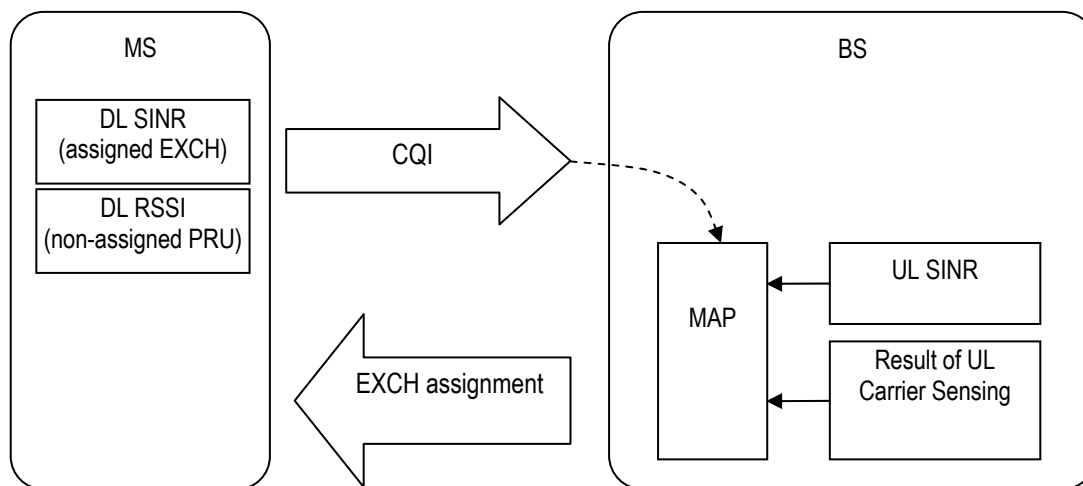 MS
DL SINR
(assigned EXCH)
DL RSSI
(non-assigned PRU)
CQI
EXCH assignment
BS
MAP
UL SINR
Result of UL
Carrier Sensing